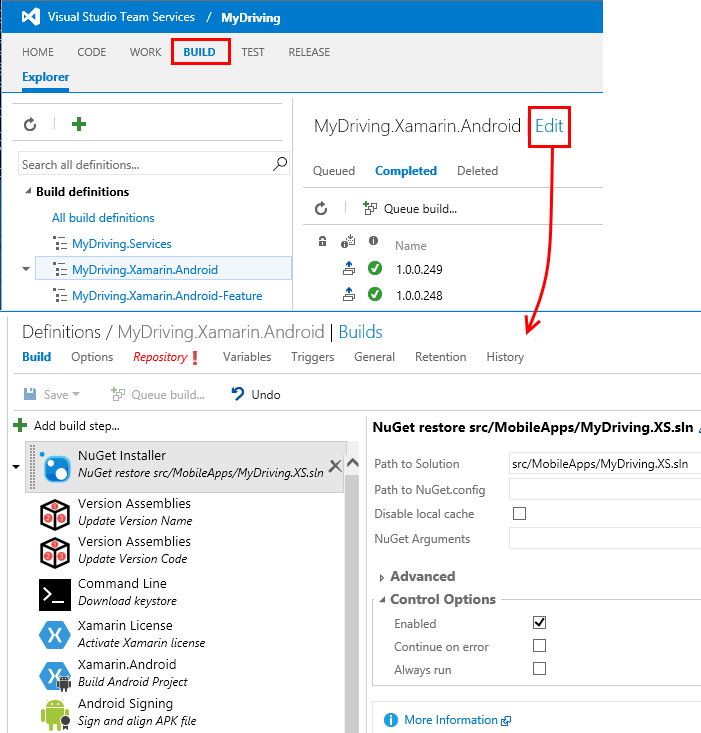 Visual Studio Team Services / MyDriving
HOME CODE WORK BUILD TEST RELEASE
Explorer
MyDriving.Xamarin.Android | Edit
Search all definitions...
Queued Completed Deleted
Build definitions
Queue build...
All build definitions
MyDriving.Services
Name
MyDriving.Xamarin.Android
1.0.0.249
MyDriving.Xamarin.Android-Feature
1.0.0.248
Definitions / MyDriving.Xamarin.Android | Builds
Build Options Repository ! Variables Triggers General Retention History
Save Queue build... Undo
Add build step...
NuGet Installer
NuGet restore src/MobileApps/MyDriving.XS.sln
Version Assemblies
Update Version Name
Version Assemblies
Update Version Code
Command Line
Download keystore
Xamarin License
Activate Xamarin license
Xamarin.Android
Build Android Project
Android Signing
Sign and align APK file
NuGet restore src/MobileApps/MyDriving.XS.sln
Path to Solution src/MobileApps/MyDriving.XS.sln
Path to NuGet.config
Disable local cache
NuGet Arguments
Advanced
Control Options
Enabled
Continue on error
Always run
More Information